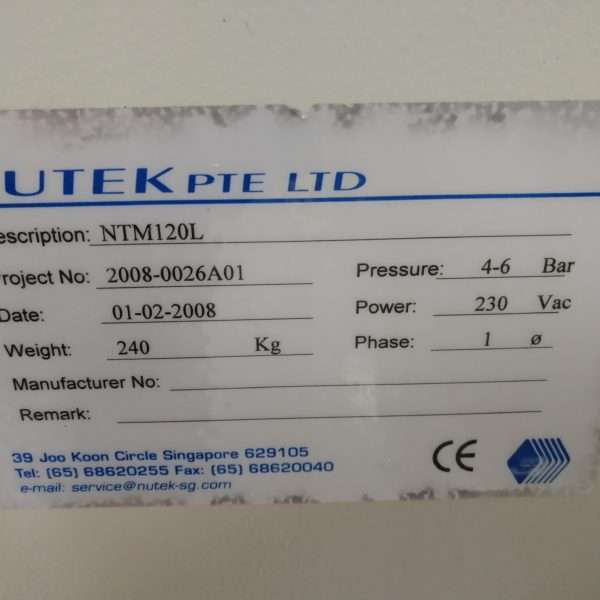 UTEK PTE LTD
escription: NTM120L
roject No: 2008-0026A01 Pressure: 4-6 Bar
Date: 01-02-2008 Power: 230 Vac
Weight: 240 Kg Phase: 1 ø
Manufacturer No:
Remark:
39 Joo Koon Circle Singapore 629105
Tel: (65) 68620255 Fax: (65) 68620040
e-mail: service@nutek-sg.com
CE